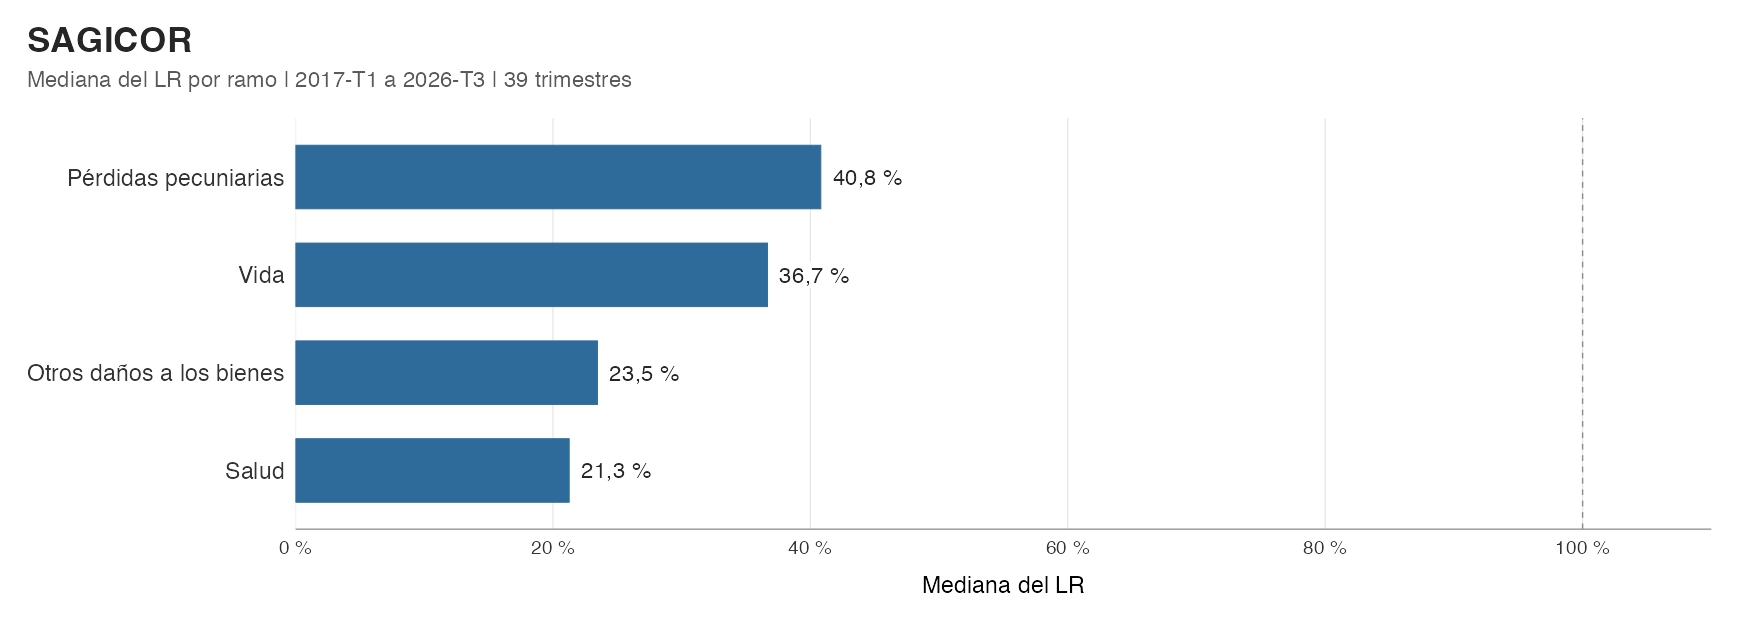 SAGICOR
Mediana del LR por ramo | 2017-T1 a 2026-T3 | 39 trimestres
Pérdidas pecuniarias
40,8 %
Vida
36,7 %
Otros daños a los bienes
23,5 %
Salud
21,3 %
0 %
20 %
40 %
60 %
80 %
100 %
Mediana del LR